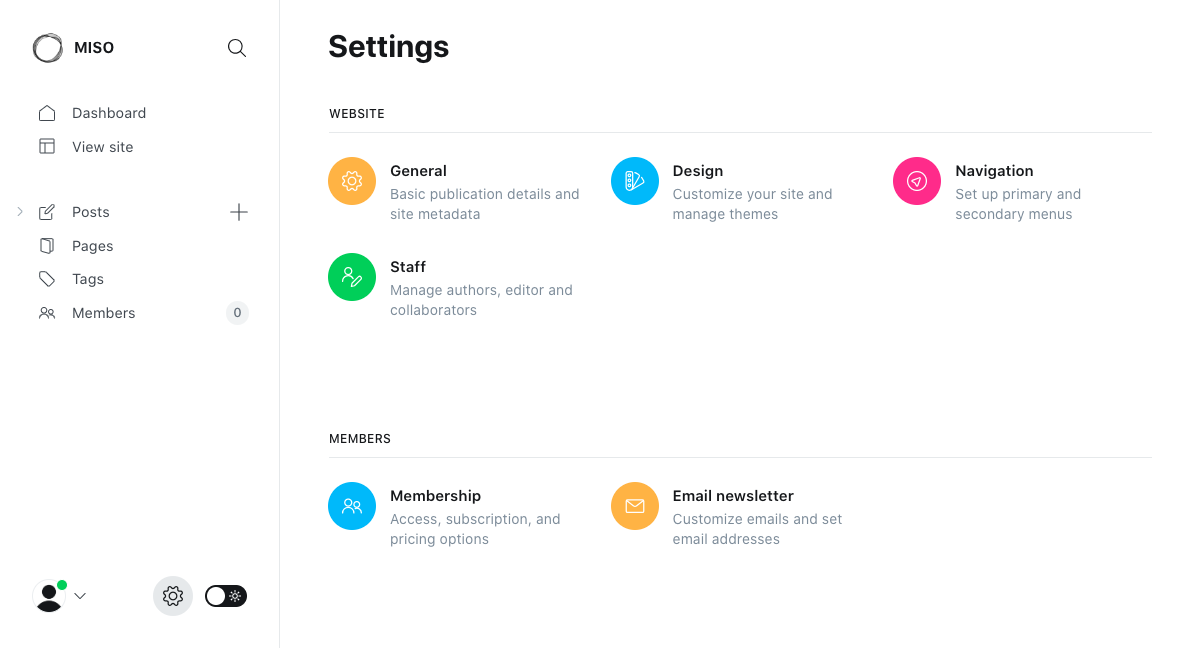 MISO
Dashboard
View site
Posts
Pages
Tags
Members
0
Settings
WEBSITE
General
Basic publication details and
site metadata
Design
Customize your site and
manage themes
Navigation
Set up primary and
secondary menus
Staff
Manage authors, editor and
collaborators
MEMBERS
Membership
Access, subscription, and
pricing options
Email newsletter
Customize emails and set
email addresses